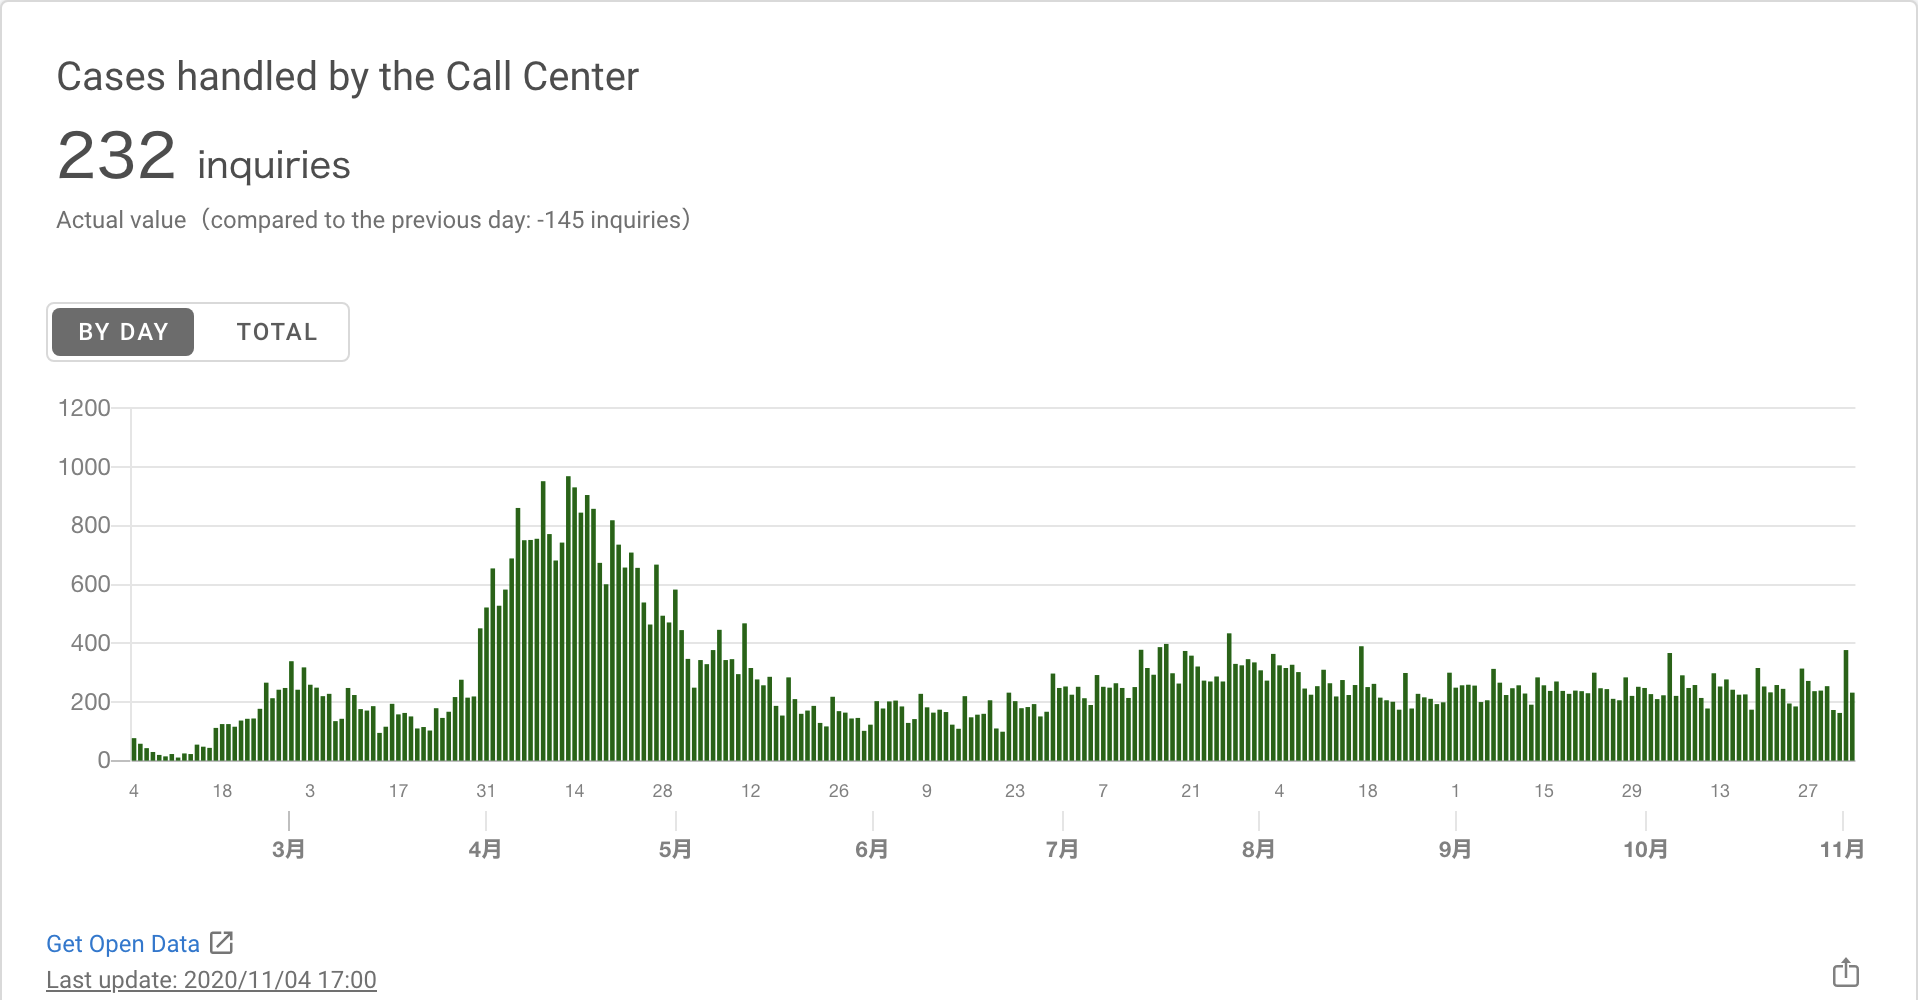 Cases handled by the Call Center
232 inquiries
Actual value（compared to the previous day: -145 inquiries）
BY DAY TOTAL
1200
1000
800
600
400
200
0
4 18 3 17 31 14 28 12 26 9 23 7 21 4 18 1 15 29 13 27
3月 4月 5月 6月 7月 8月 9月 10月 11月
Get Open Data
Last update: 2020/11/04 17:00